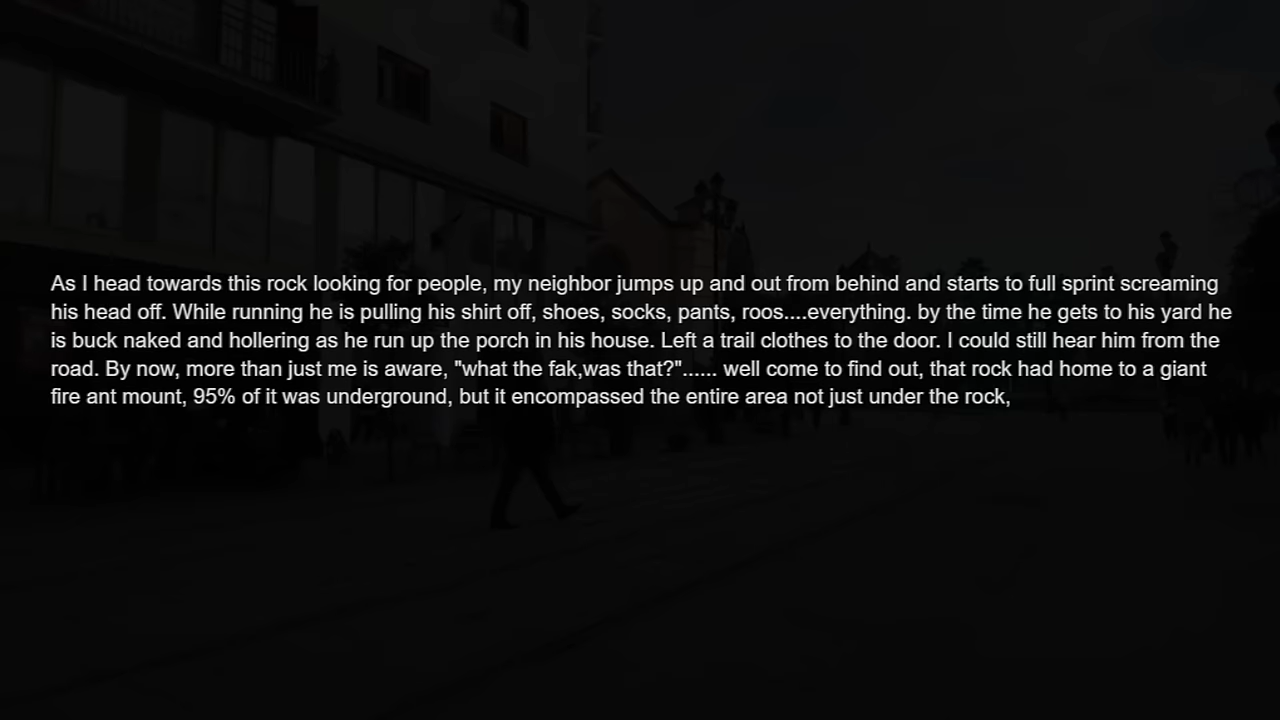 As I head towards this rock looking for people, my neighbor jumps up and out from behind and starts to full sprint screaming
his head off. While running he is pulling his shirt off, shoes, socks, pants, roos....everything. by the time he gets to his yard he
is buck naked and hollering as he run up the porch in his house. Left a trail clothes to the door. I could still hear him from the
road. By now, more than just me is aware, "what the fak,was that?"...... well come to find out, that rock had home to a giant
fire ant mount, 95% of it was underground, but it encompassed the entire area not just under the rock,